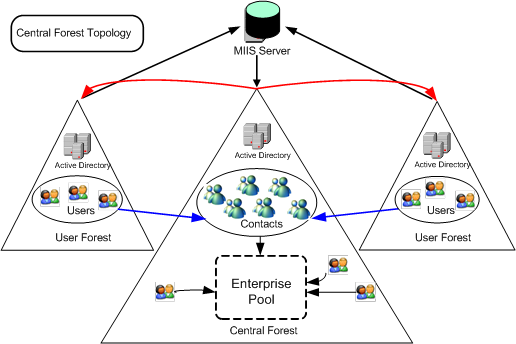 Central Forest Topology
MIIS Server
Active Directory
Users
User Forest
Active Directory
Contacts
Enterprise
Pool
Central Forest
Active Directory
Users
User Forest